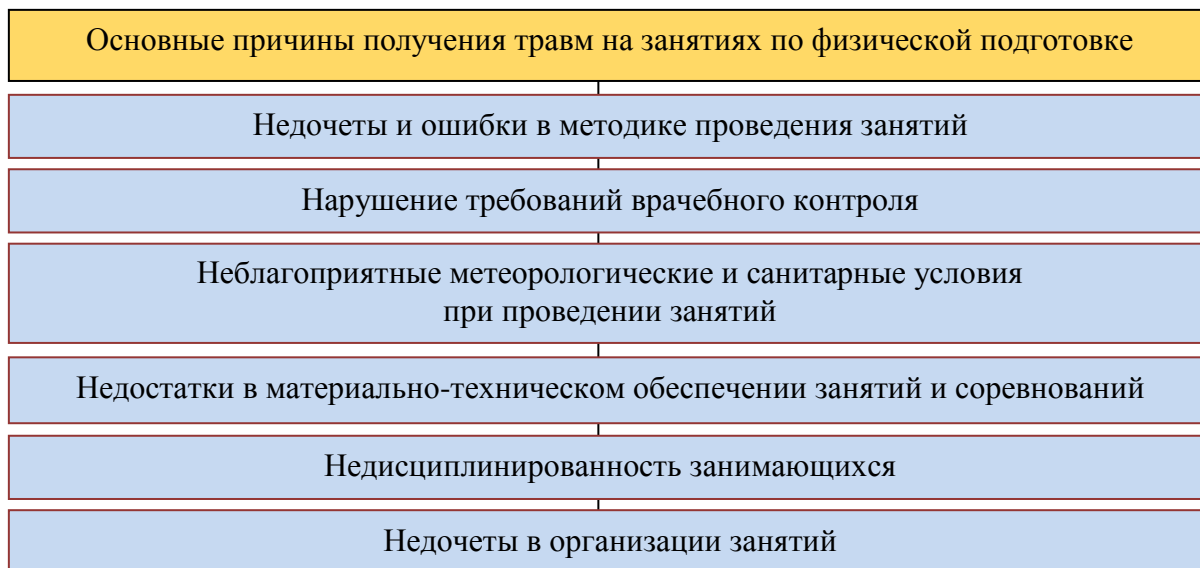 Основные причины получения травм на занятиях по физической подготовке
Недочеты и ошибки в методике проведения занятий
Нарушение требований врачебного контроля
Неблагоприятные метеорологические и санитарные условия
при проведении занятий
Недостатки в материально-техническом обеспечении занятий и соревнований
Недисциплинированность занимающихся
Недочеты в организации занятий